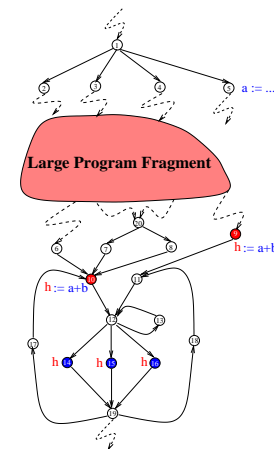 1
2
3
4
5
a := ...
Large Program Fragment
20
6
7
8
9
h := a+b
10
11
h := a+b
12
13
17
18
h
14
h
15
h
16
19